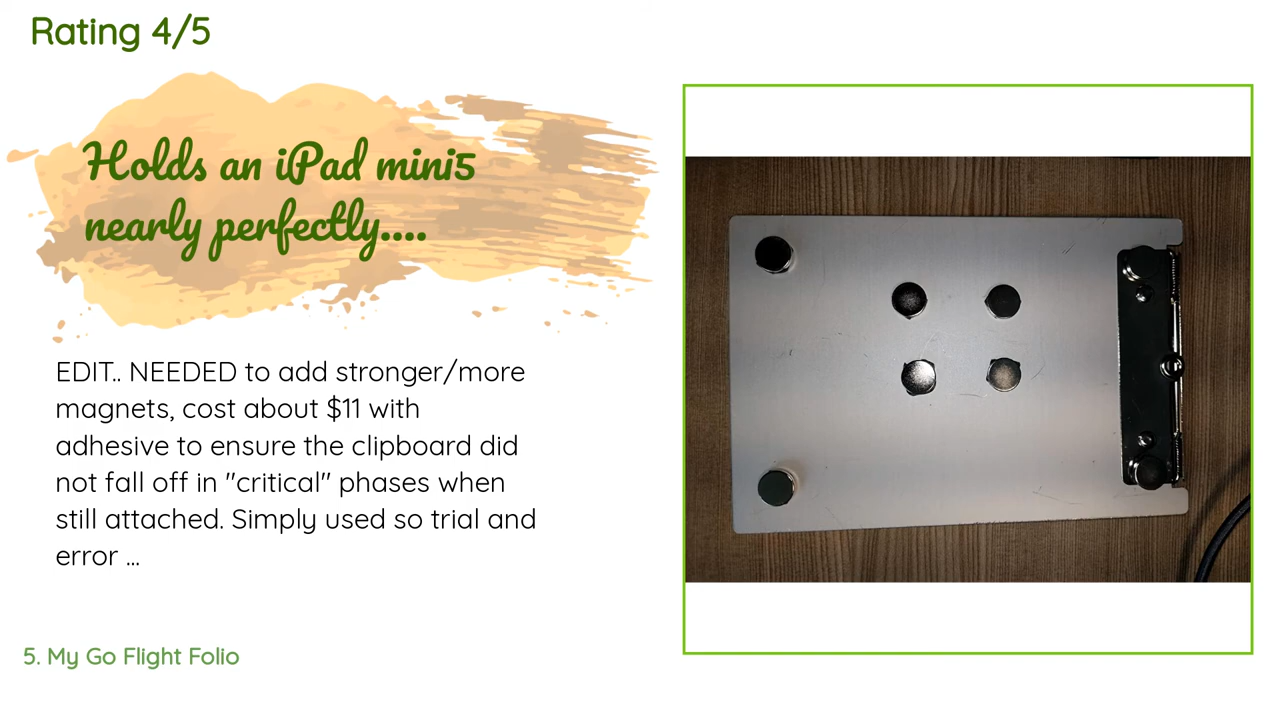 Rating 4/5
Holds an iPad mini5
nearly perfectly....
EDIT.. NEEDED to add stronger/more
magnets, cost about $11 with
adhesive to ensure the clipboard did
not fall off in "critical" phases when
still attached. Simply used so trial and
error ...
5. My Go Flight Folio